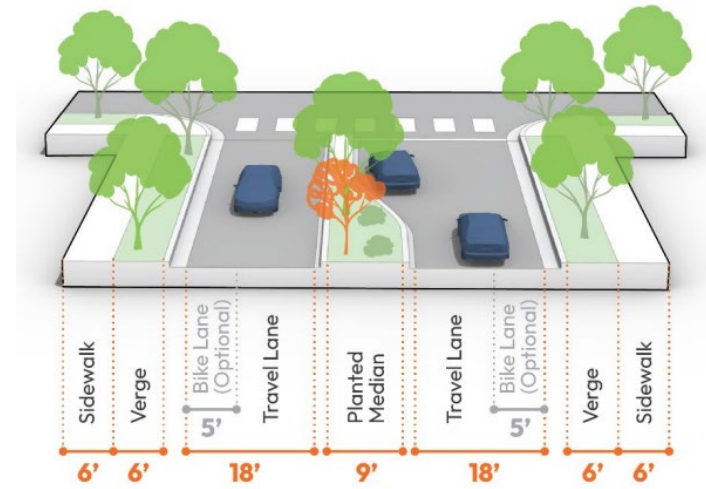 Sidewalk
Verge
Bike Lane
(Optional)
5’
Travel Lane
Planted
Median
Travel Lane
Bike Lane
(Optional)
5’
Verge
Sidewalk
6’
6’
18’
9’
18’
6’
6’